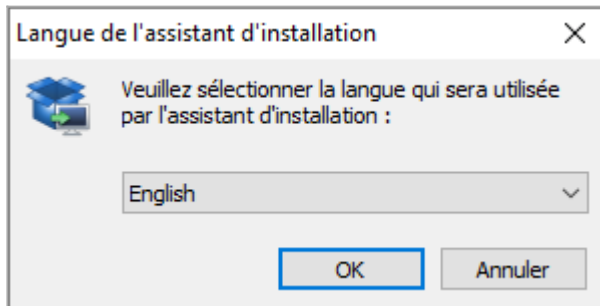 Langue de l'assistant d'installation
Veuillez sélectionner la langue qui sera utilisée
par l'assistant d'installation :
English
OK Annuler